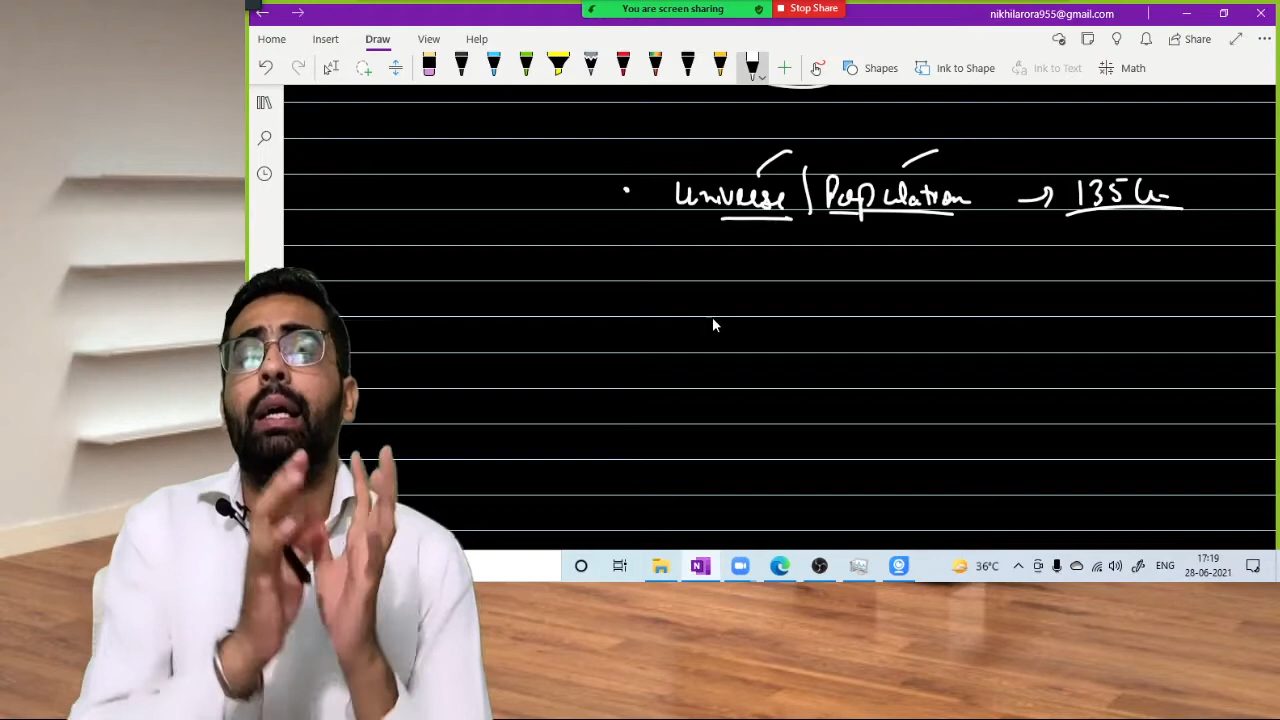 You are screen sharing Stop Share
nikhilarora955@gmail.com
Home Insert Draw View Help
Share
Shapes Ink to Shape Ink to Text Math
• Universe | Population → 135 Cr
36°C ENG 17:19
28-06-2021